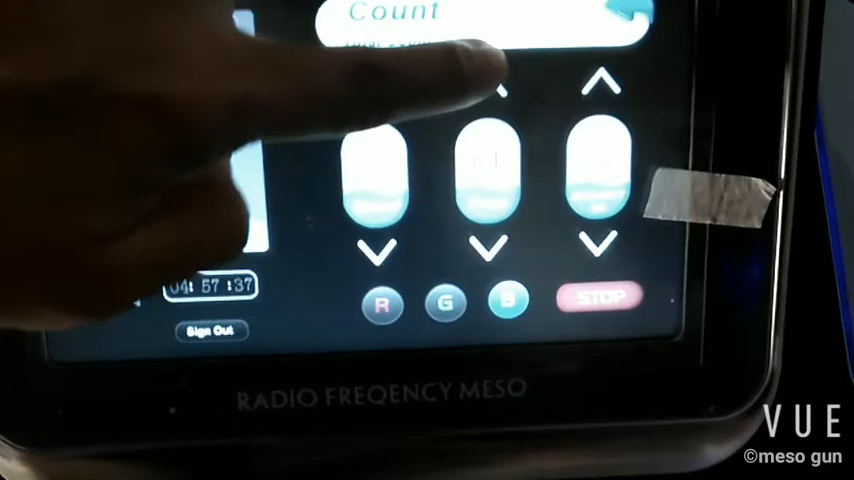 Count
04: 57 :37
R
G
B
STOP
Sign Out
RADIO FREQENCY MESO
VUE
©meso gun